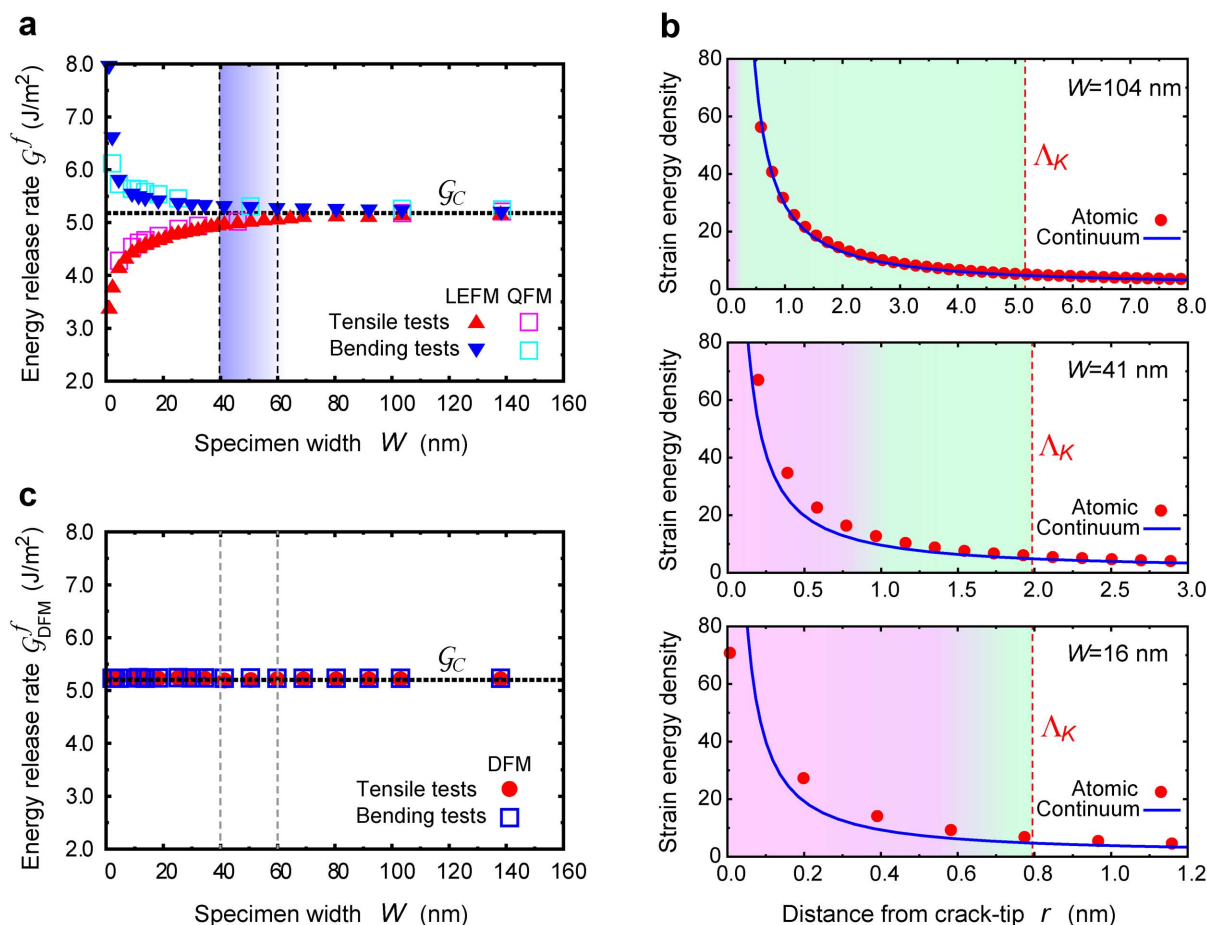 a
8.0
7.0
6.0
5.0
4.0
3.0
2.0
Energy release rate 𝒢ᶠ (J/m²)
𝒢C
LEFM QFM
Tensile tests
Bending tests
0 20 40 60 80 100 120 140 160
Specimen width W (nm)
b
80
60
40
20
0
Strain energy density
W=104 nm
ΛK
Atomic
Continuum
0.0 1.0 2.0 3.0 4.0 5.0 6.0 7.0 8.0
80
60
40
20
0
Strain energy density
W=41 nm
ΛK
Atomic
Continuum
0.0 0.5 1.0 1.5 2.0 2.5 3.0
80
60
40
20
0
Strain energy density
W=16 nm
ΛK
Atomic
Continuum
0.0 0.2 0.4 0.6 0.8 1.0 1.2
Distance from crack-tip r (nm)
c
8.0
7.0
6.0
5.0
4.0
3.0
2.0
Energy release rate 𝒢ᶠDFM (J/m²)
𝒢C
DFM
Tensile tests
Bending tests
0 20 40 60 80 100 120 140 160
Specimen width W (nm)